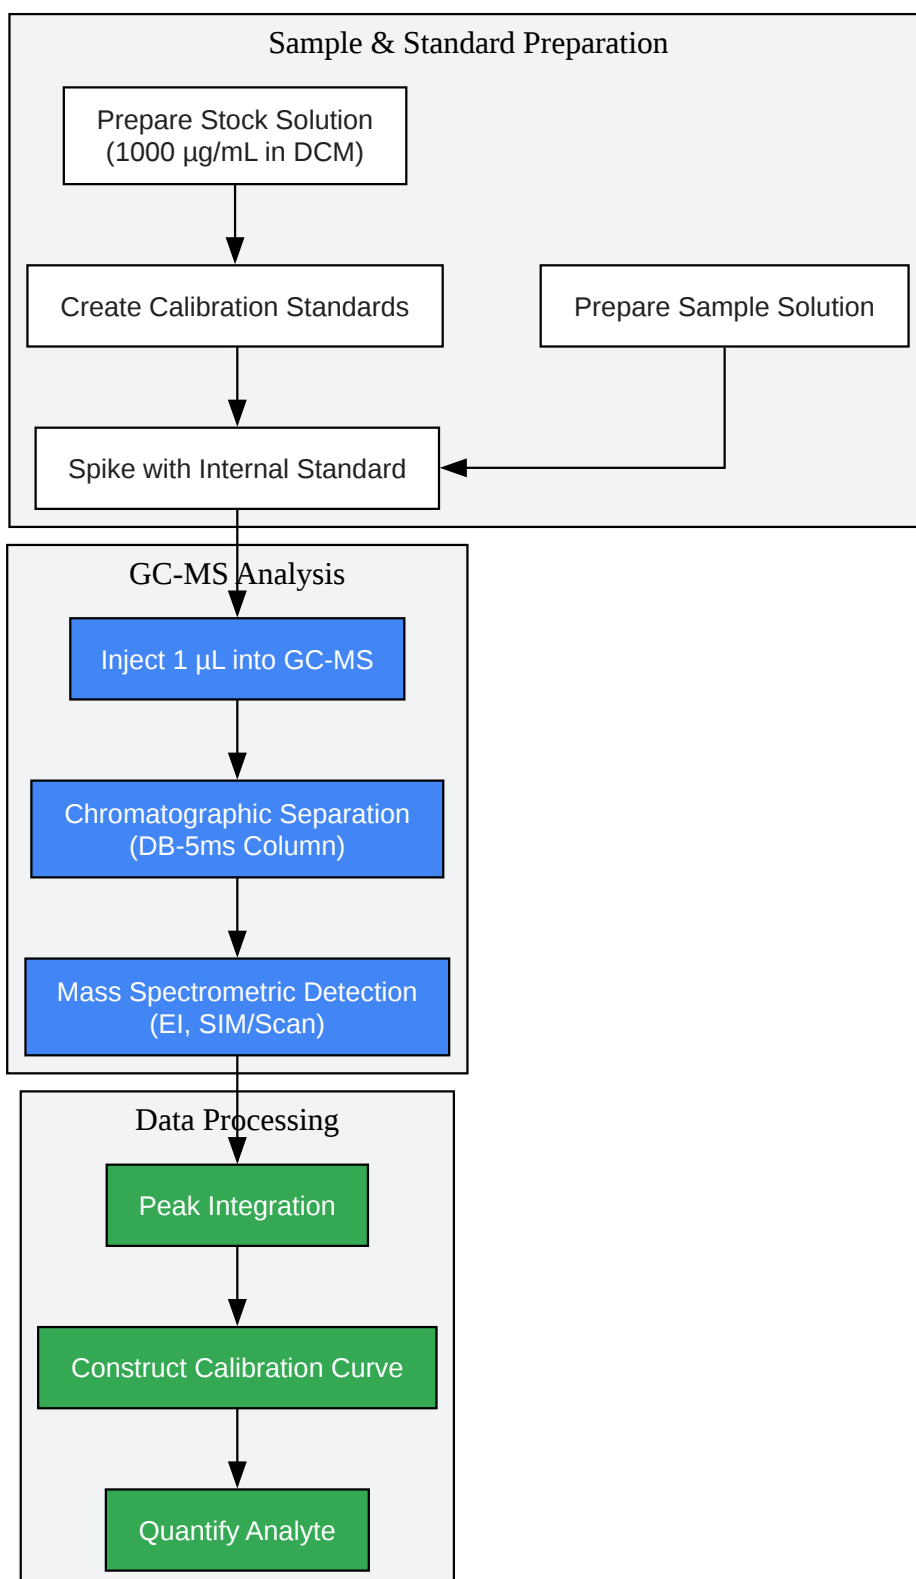 Sample & Standard Preparation
Prepare Stock Solution
(1000 µg/mL in DCM)
Create Calibration Standards
Prepare Sample Solution
Spike with Internal Standard
GC-MS Analysis
Inject 1 µL into GC-MS
Chromatographic Separation
(DB-5ms Column)
Mass Spectrometric Detection
(EI, SIM/Scan)
Data Processing
Peak Integration
Construct Calibration Curve
Quantify Analyte